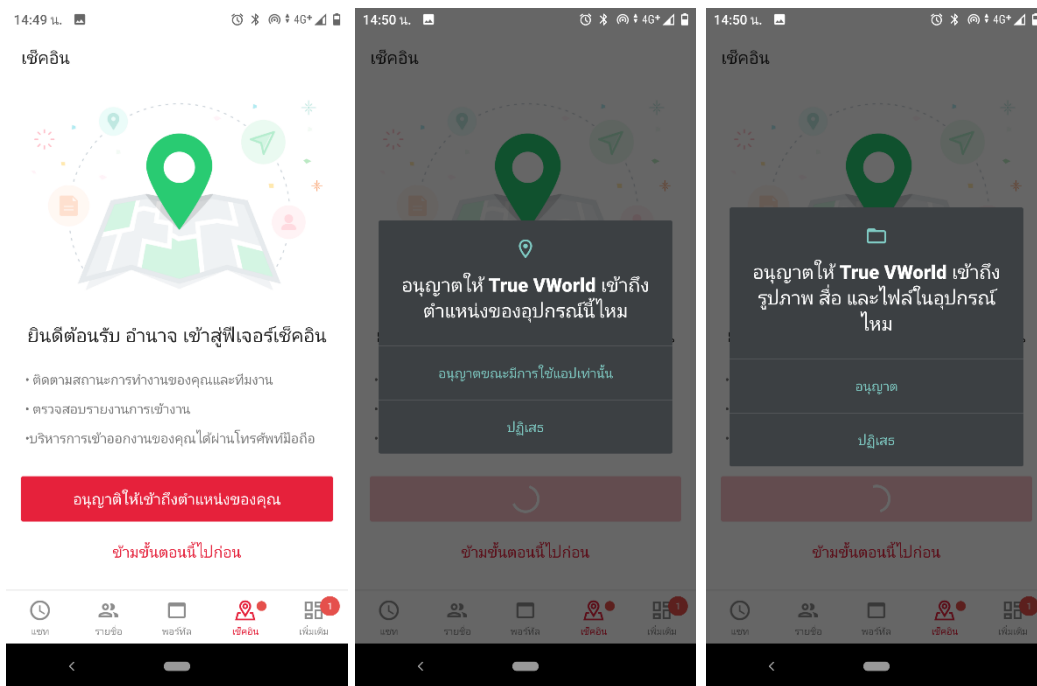 14:49 น.
4G+
เช็คอิน
ยินดีต้อนรับ อำนาจ เข้าสู่ฟีเจอร์เช็คอิน
• ติดตามสถานะการทำงานของคุณและทีมงาน
• ตรวจสอบรายงานการเข้างาน
•บริหารการเข้าออกงานของคุณได้ผ่านโทรศัพท์มือถือ
อนุญาติให้เข้าถึงตำแหน่งของคุณ
ข้ามขั้นตอนนี้ไปก่อน
1
แชท รายชื่อ พอร์ทัล เช็คอิน เพิ่มเติม
14:50 น.
4G+
เช็คอิน
อนุญาตให้ True VWorld เข้าถึง
ตำแหน่งของอุปกรณ์นี้ไหม
อนุญาตขณะมีการใช้แอปเท่านั้น
ปฏิเสธ
ข้ามขั้นตอนนี้ไปก่อน
1
แชท รายชื่อ พอร์ทัล เช็คอิน เพิ่มเติม
14:50 น.
4G+
เช็คอิน
อนุญาตให้ True VWorld เข้าถึง
รูปภาพ สื่อ และไฟล์ในอุปกรณ์
ไหม
อนุญาต
ปฏิเสธ
ข้ามขั้นตอนนี้ไปก่อน
1
แชท รายชื่อ พอร์ทัล เช็คอิน เพิ่มเติม